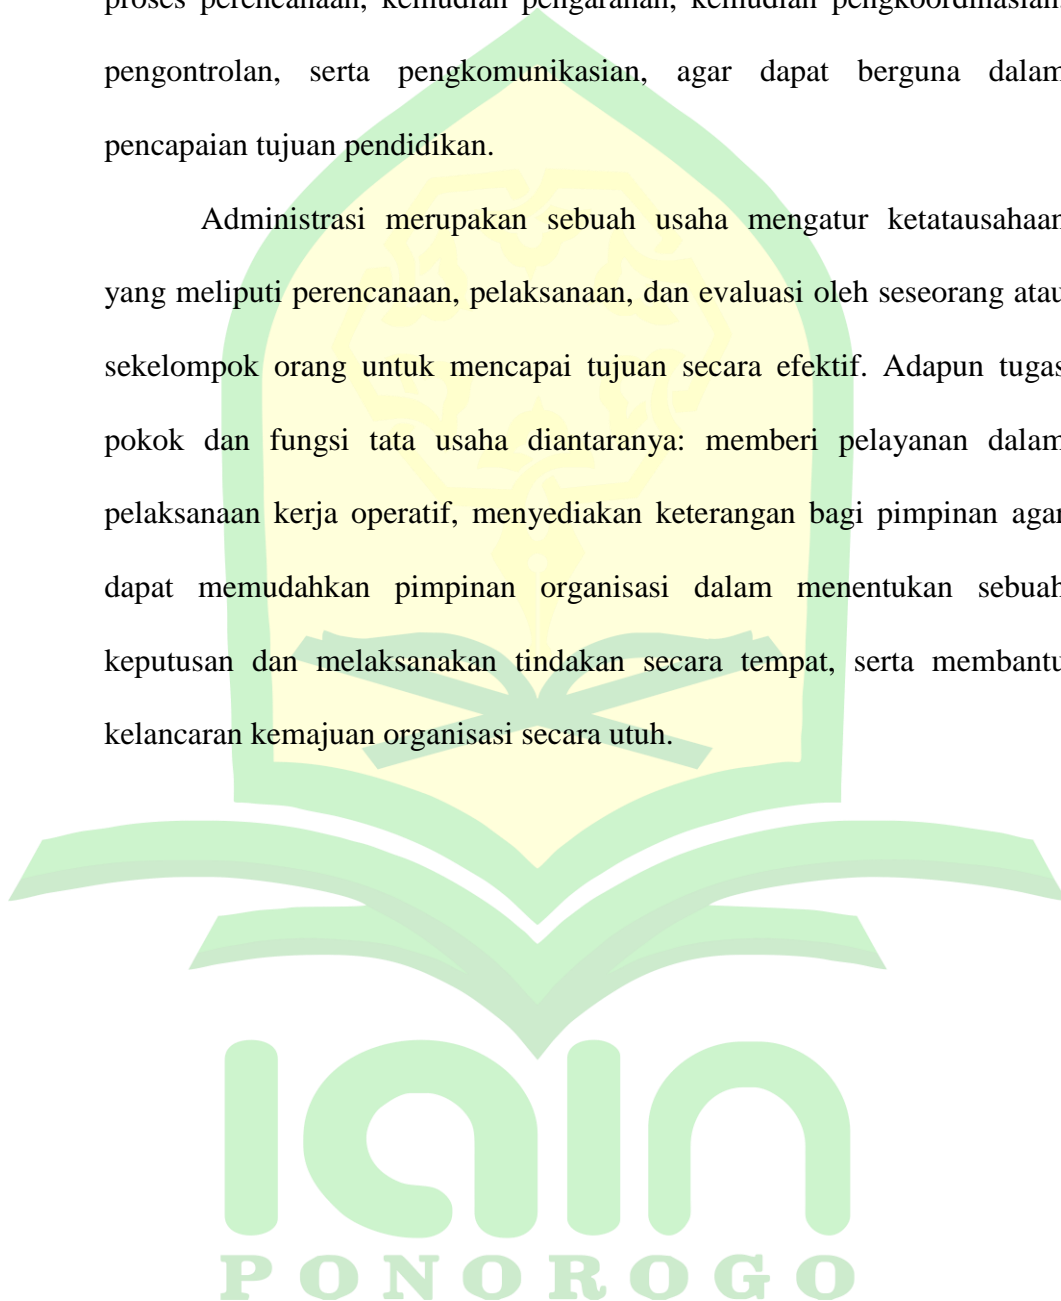 proses perencanaan, kemudian pengarahan, kemudian pengkoordinasian,
pengontrolan, serta pengkomunikasian, agar dapat berguna dalam
pencapaian tujuan pendidikan.
Administrasi merupakan sebuah usaha mengatur ketatausahaan
yang meliputi perencanaan, pelaksanaan, dan evaluasi oleh seseorang atau
sekelompok orang untuk mencapai tujuan secara efektif. Adapun tugas
pokok dan fungsi tata usaha diantaranya: memberi pelayanan dalam
pelaksanaan kerja operatif, menyediakan keterangan bagi pimpinan agar
dapat memudahkan pimpinan organisasi dalam menentukan sebuah
keputusan dan melaksanakan tindakan secara tempat, serta membantu
kelancaran kemajuan organisasi secara utuh.
IAIN
PONOROGO